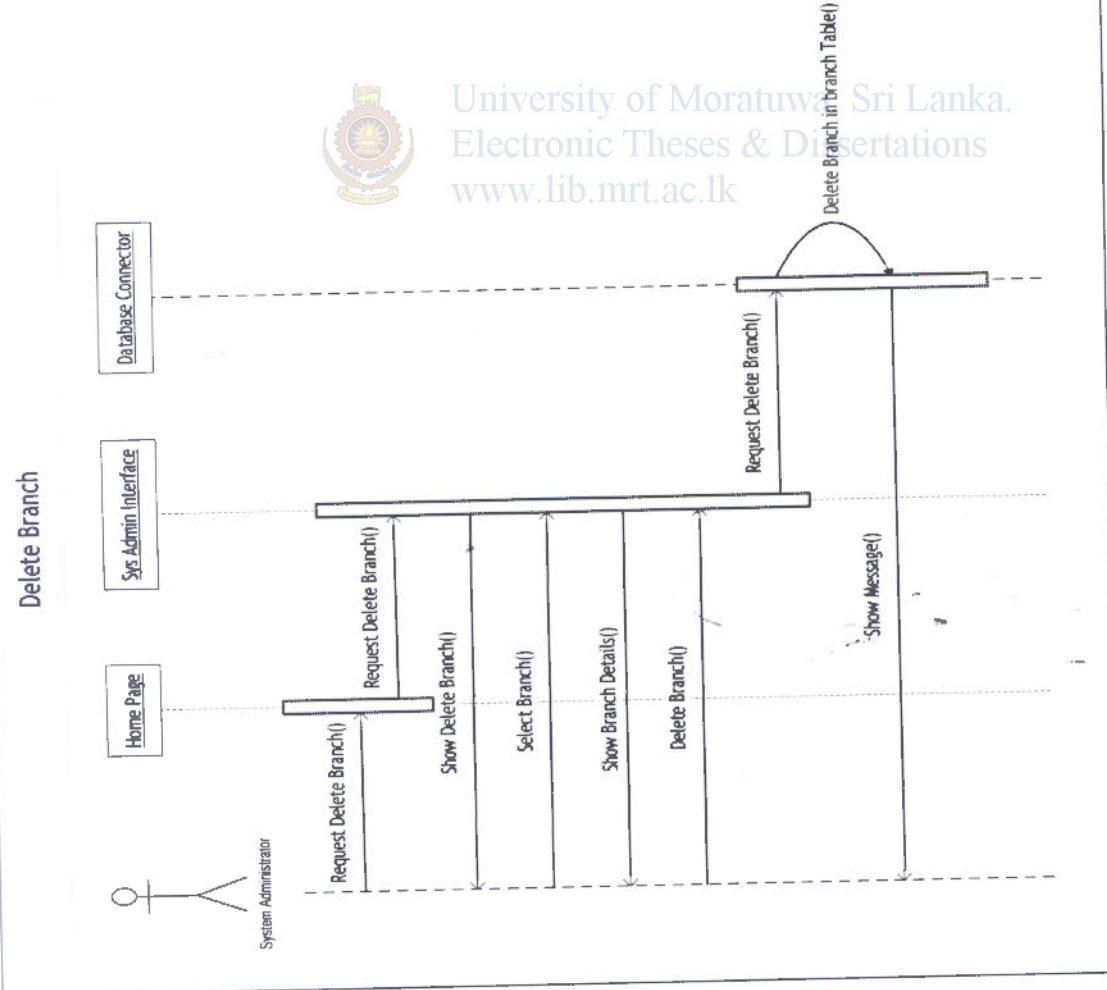 Delete Branch
System Administrator
Home Page
Sys Admin Interface
Database Connector
Request Delete Branch()
Request Delete Branch()
Show Delete Branch()
Select Branch()
Show Branch Details()
Delete Branch()
Request Delete Branch()
Delete Branch in branch Table()
Show Message()
University of Moratuwa, Sri Lanka.
Electronic Theses & Dissertations
www.lib.mrt.ac.lk